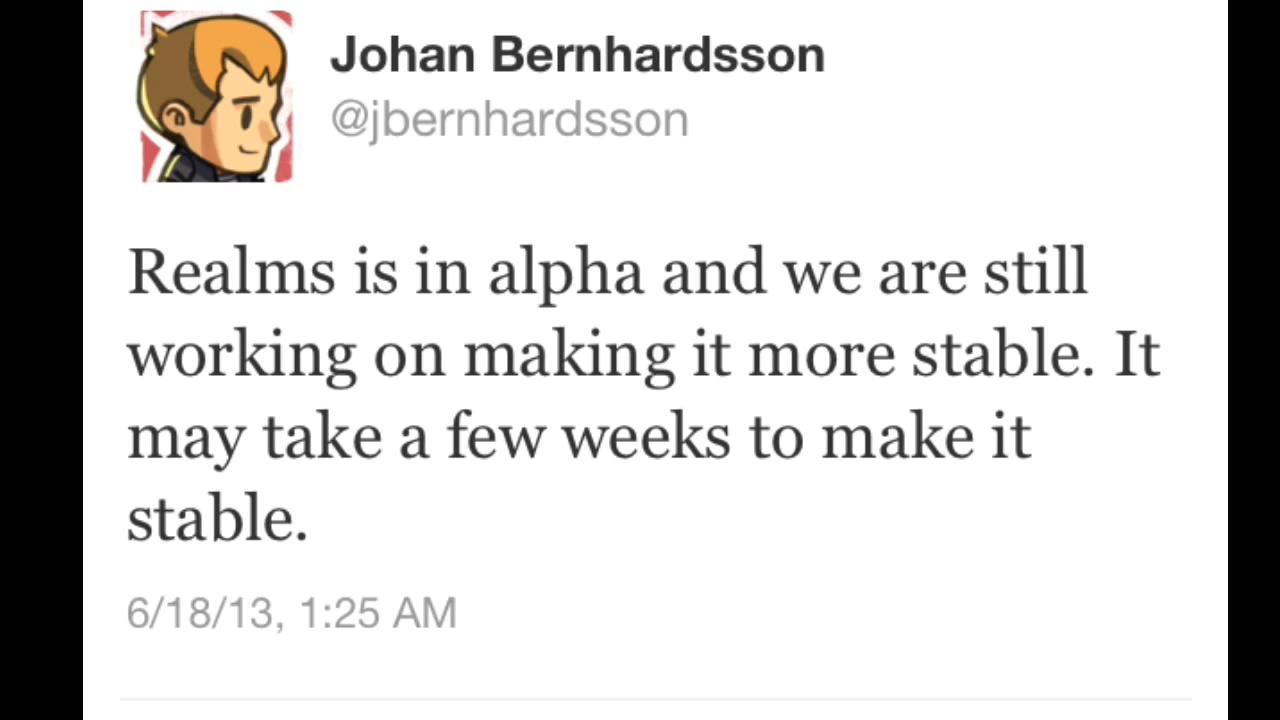 Johan Bernhardsson
@jbernhardsson
Realms is in alpha and we are still
working on making it more stable. It
may take a few weeks to make it
stable.
6/18/13, 1:25 AM